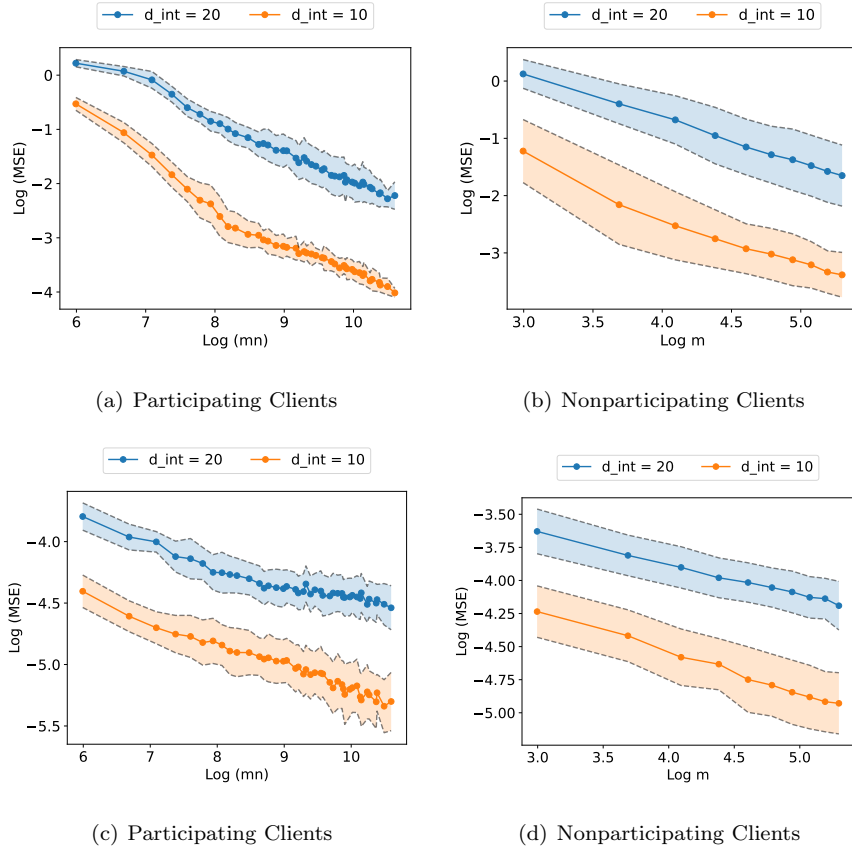 d_int = 20 d_int = 10
d_int = 20 d_int = 10
0
−1
−2
−3
−4
Log (MSE)
6 7 8 9 10
Log (mn)
0
−1
−2
−3
Log (MSE)
3.0 3.5 4.0 4.5 5.0
Log m
(a) Participating Clients
(b) Nonparticipating Clients
d_int = 20 d_int = 10
d_int = 20 d_int = 10
−4.0
−4.5
−5.0
−5.5
Log (MSE)
6 7 8 9 10
Log (mn)
−3.50
−3.75
−4.00
−4.25
−4.50
−4.75
−5.00
Log (MSE)
3.0 3.5 4.0 4.5 5.0
Log m
(c) Participating Clients
(d) Nonparticipating Clients